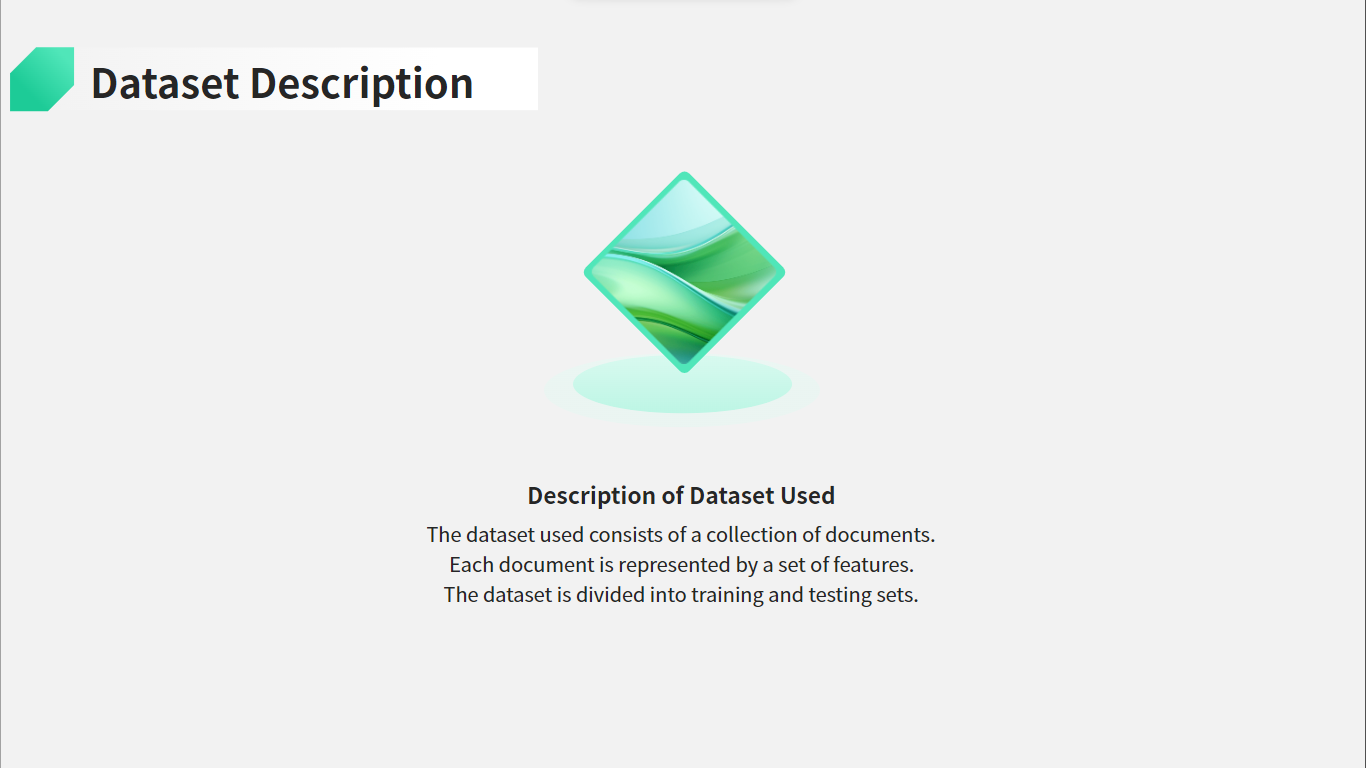 Dataset Description
Description of Dataset Used
The dataset used consists of a collection of documents.
Each document is represented by a set of features.
The dataset is divided into training and testing sets.